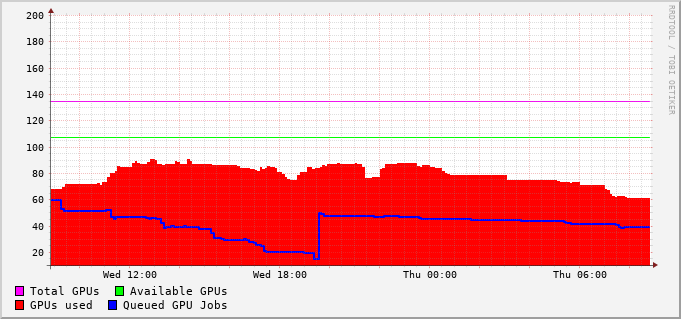 RRDTOOL / TOBI OETIKER
200
180
160
140
120
100
80
60
40
20
Wed 12:00 Wed 18:00 Thu 00:00 Thu 06:00
Total GPUs Available GPUs
GPUs used Queued GPU Jobs